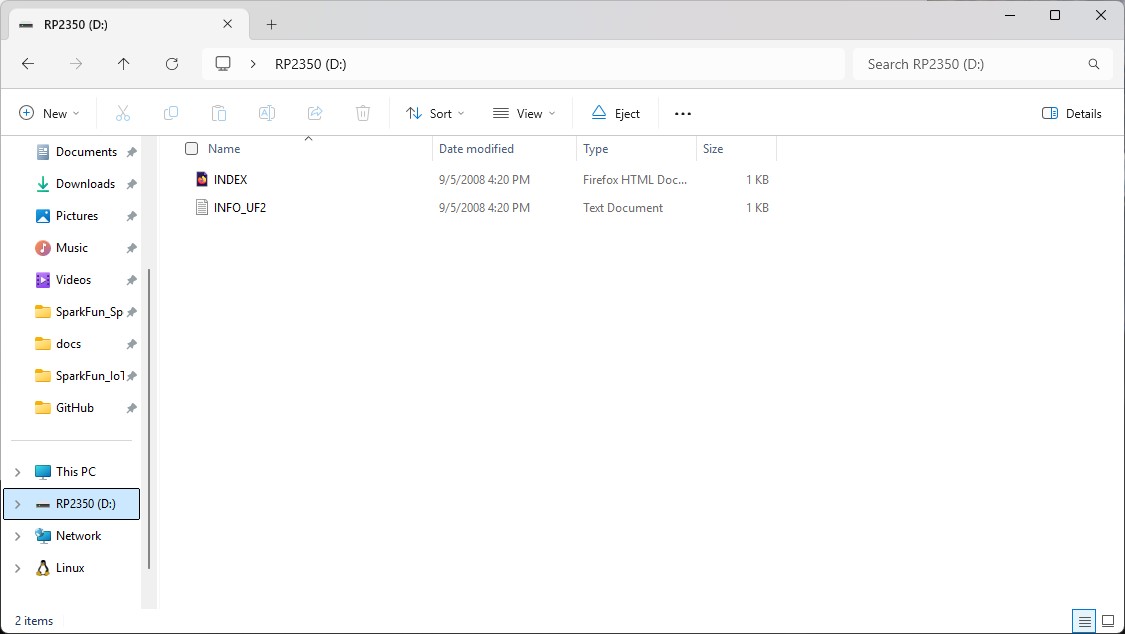 RP2350 (D:)
RP2350 (D:)
Search RP2350 (D:)
New
Sort
View
Eject
Details
Documents
Downloads
Pictures
Music
Videos
SparkFun_Sp
docs
SparkFun_IoT
GitHub
This PC
RP2350 (D:)
Network
Linux
Name Date modified Type Size
INDEX 9/5/2008 4:20 PM Firefox HTML Doc... 1 KB
INFO_UF2 9/5/2008 4:20 PM Text Document 1 KB
2 items